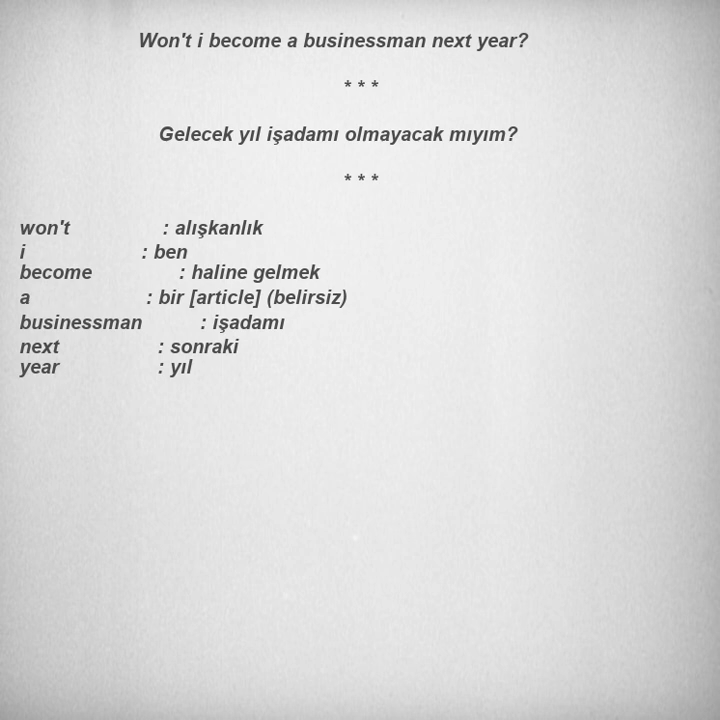 Won't i become a businessman next year?
* * *
Gelecek yıl işadamı olmayacak mıyım?
* * *
won't : alışkanlık
i : ben
become : haline gelmek
a : bir [article] (belirsiz)
businessman : işadamı
next : sonraki
year : yıl